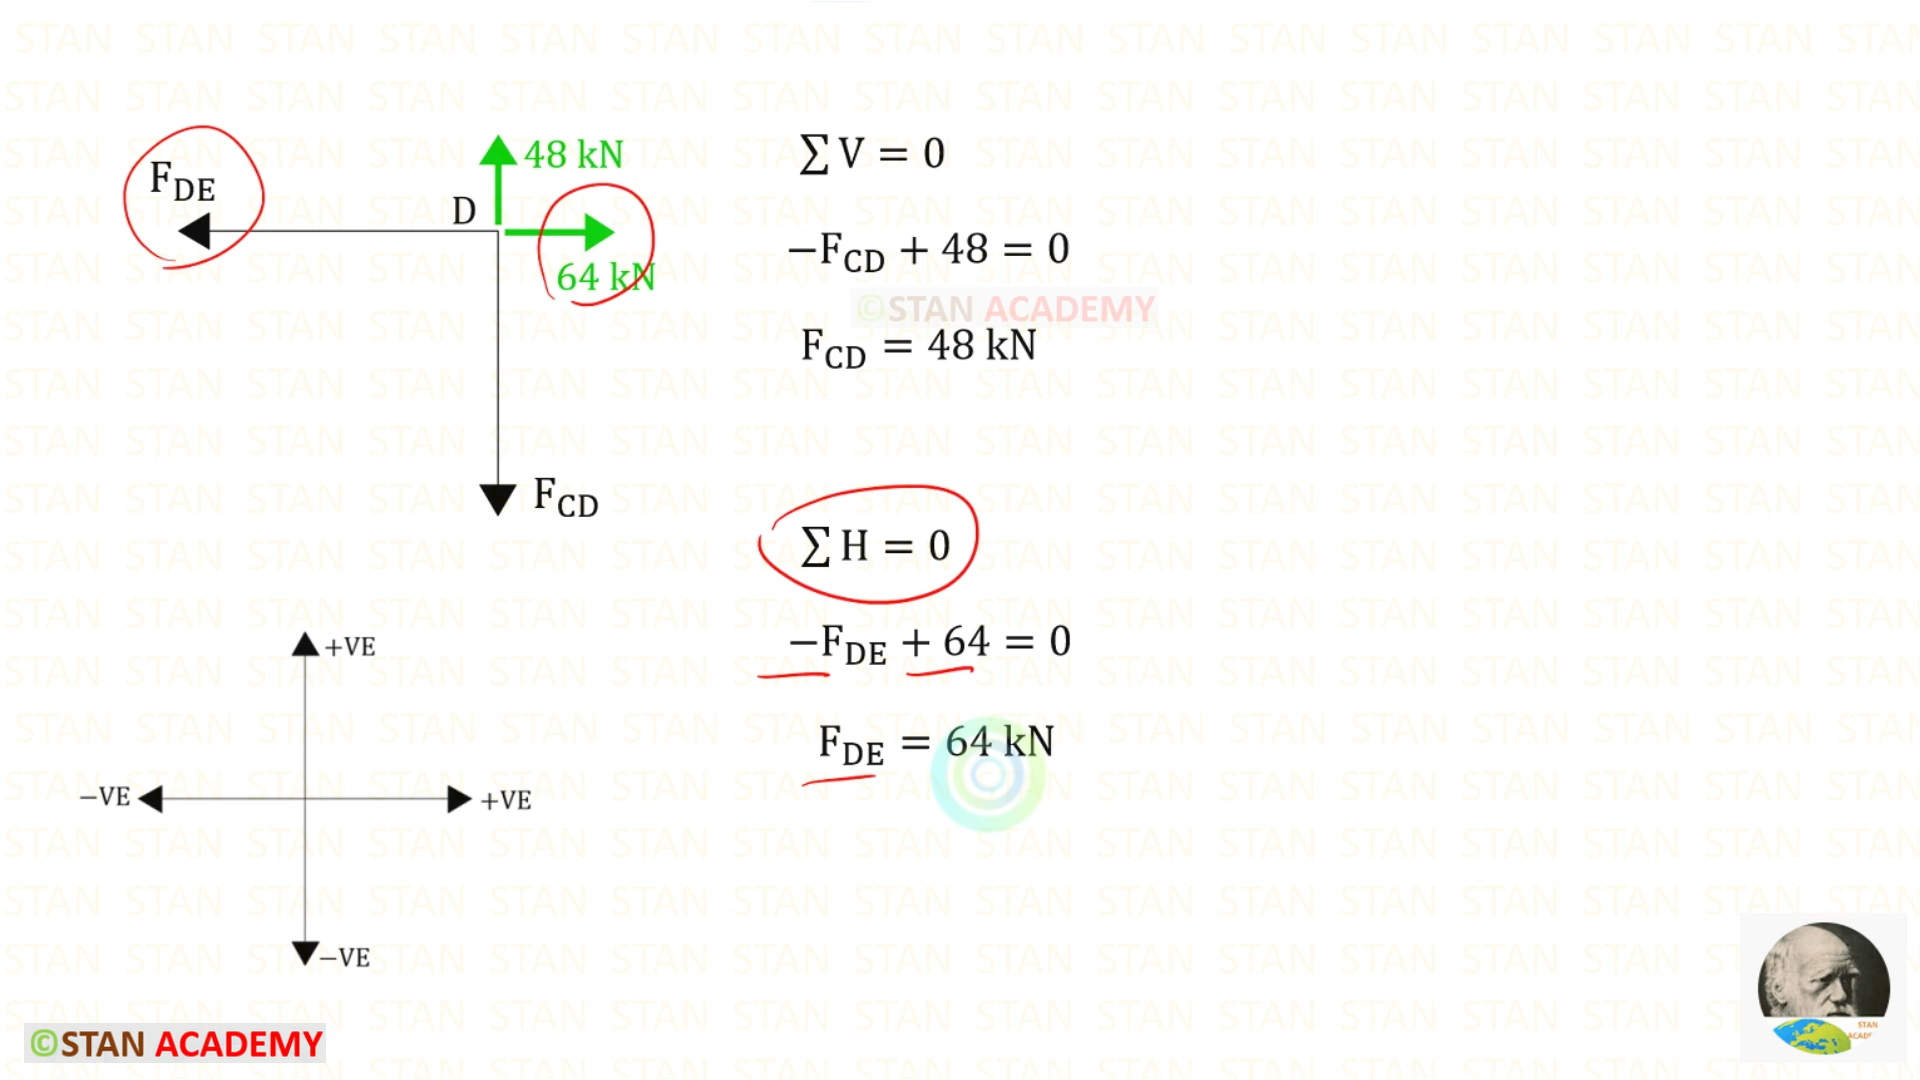 F_DE
48 kN
D
64 kN
F_CD
∑ V = 0
−F_CD + 48 = 0
©STAN ACADEMY
F_CD = 48 kN
∑ H = 0
−F_DE + 64 = 0
F_DE = 64 kN
+VE
−VE
+VE
−VE
©STAN ACADEMY
STAN